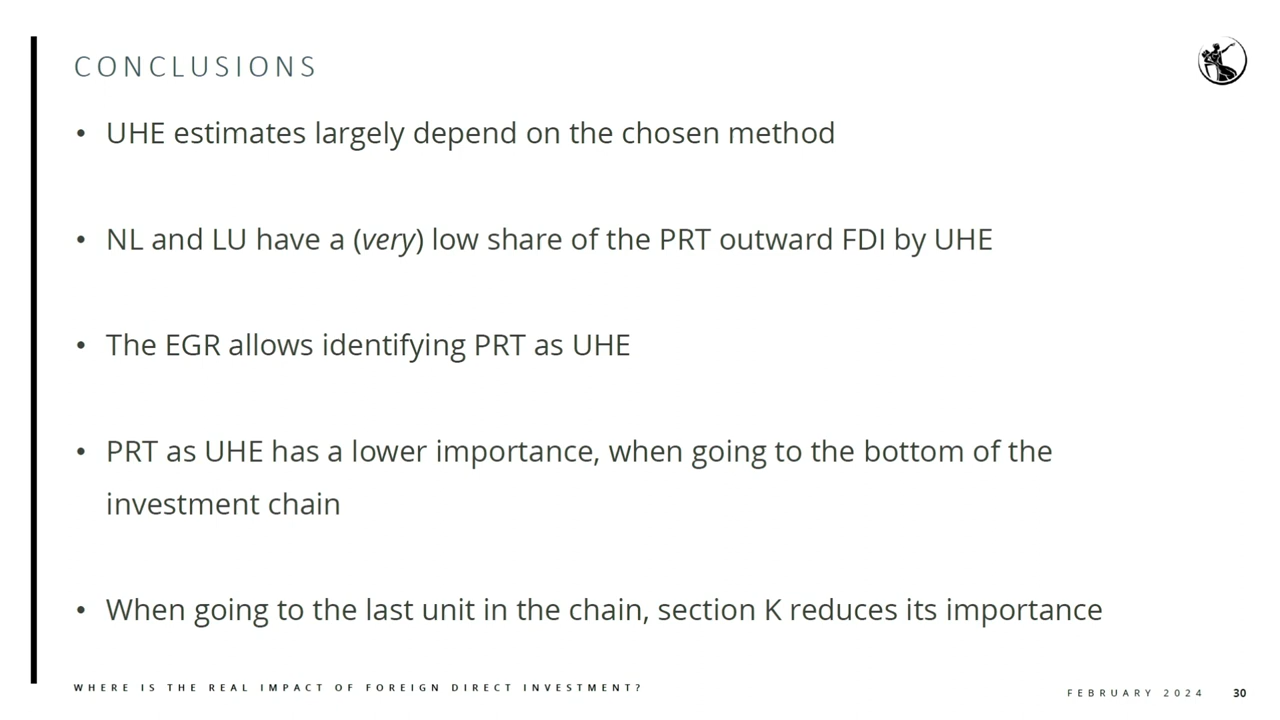 CONCLUSIONS
• UHE estimates largely depend on the chosen method
• NL and LU have a (very) low share of the PRT outward FDI by UHE
• The EGR allows identifying PRT as UHE
• PRT as UHE has a lower importance, when going to the bottom of the
investment chain
• When going to the last unit in the chain, section K reduces its importance
WHERE IS THE REAL IMPACT OF FOREIGN DIRECT INVESTMENT?
FEBRUARY 2024 30